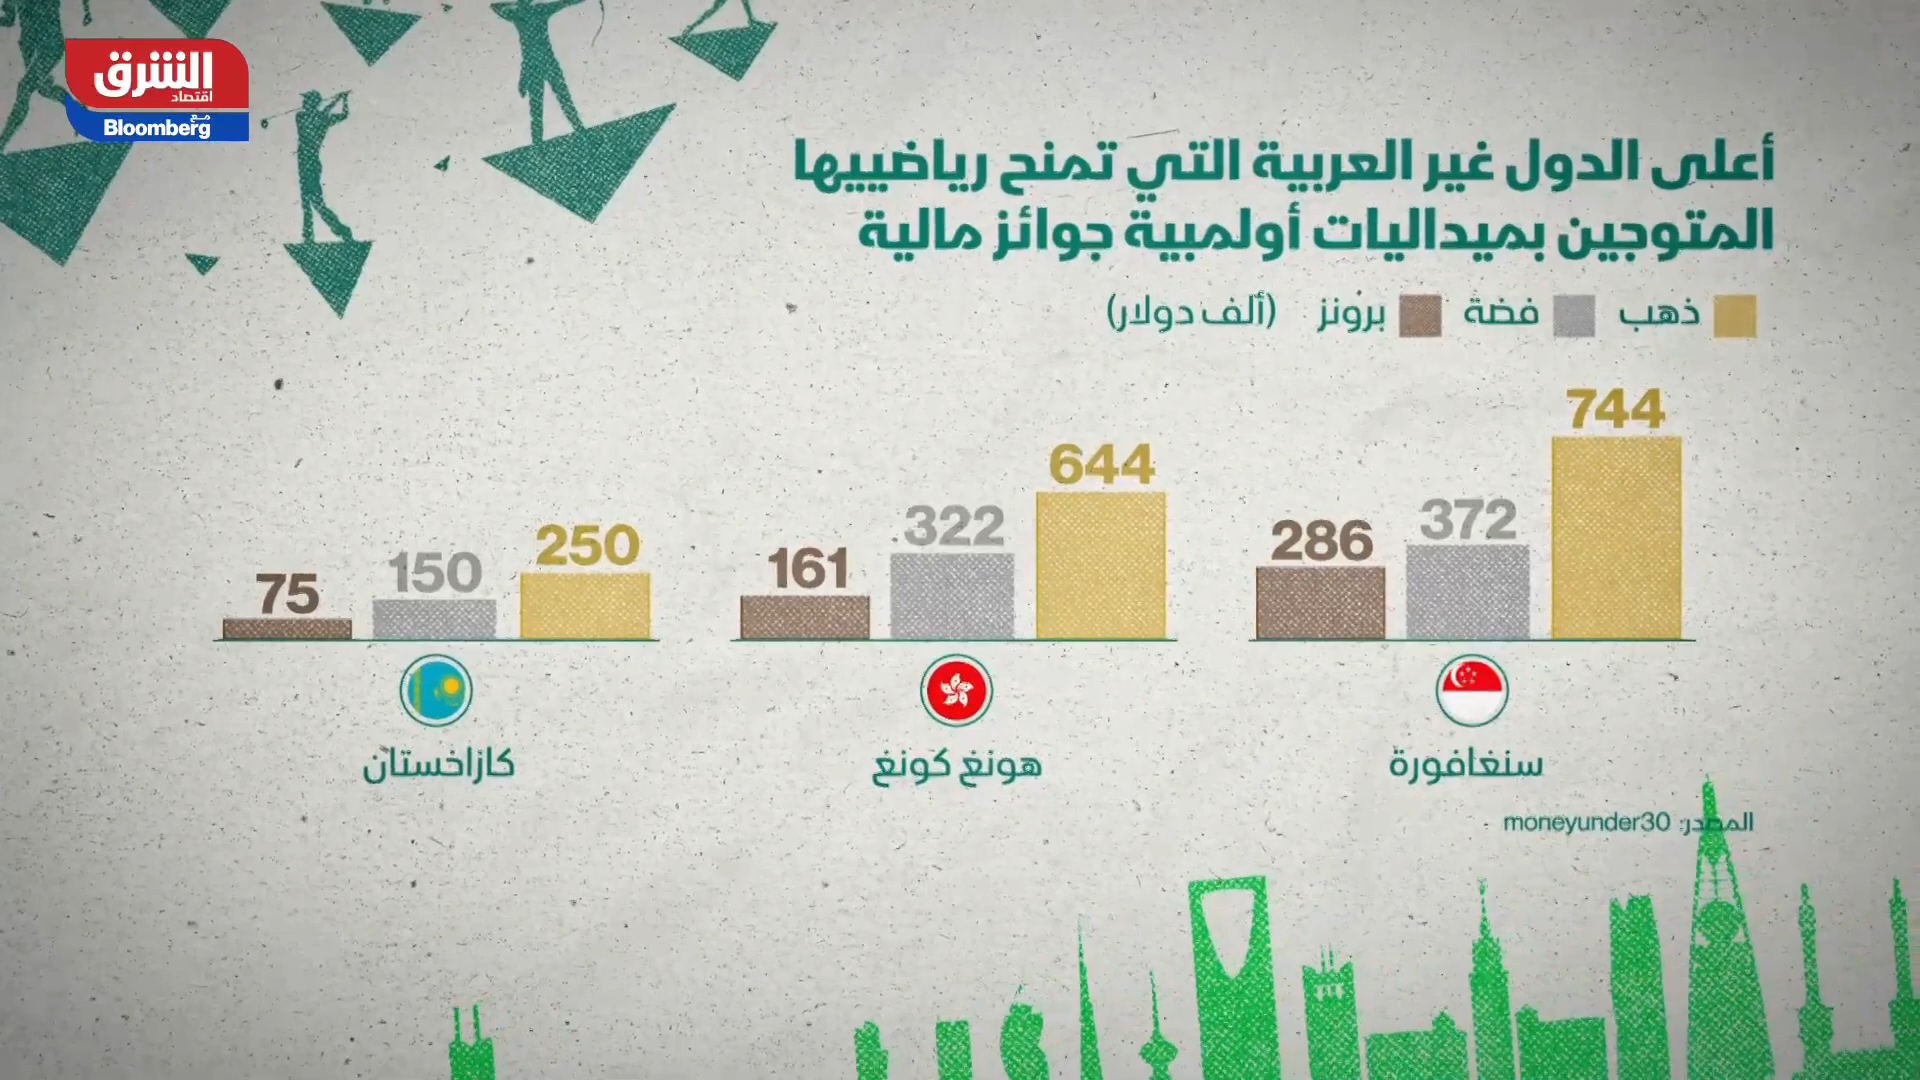 الشرق
اقتصاد
مع
Bloomberg
أعلى الدول غير العربية التي تمنح رياضييها
المتوجين بميداليات أولمبية جوائز مالية
ذهب فضة برونز (ألف دولار)
744
372
286
644
322
161
250
150
75
سنغافورة
هونغ كونغ
كازاخستان
المصدر: moneyunder30